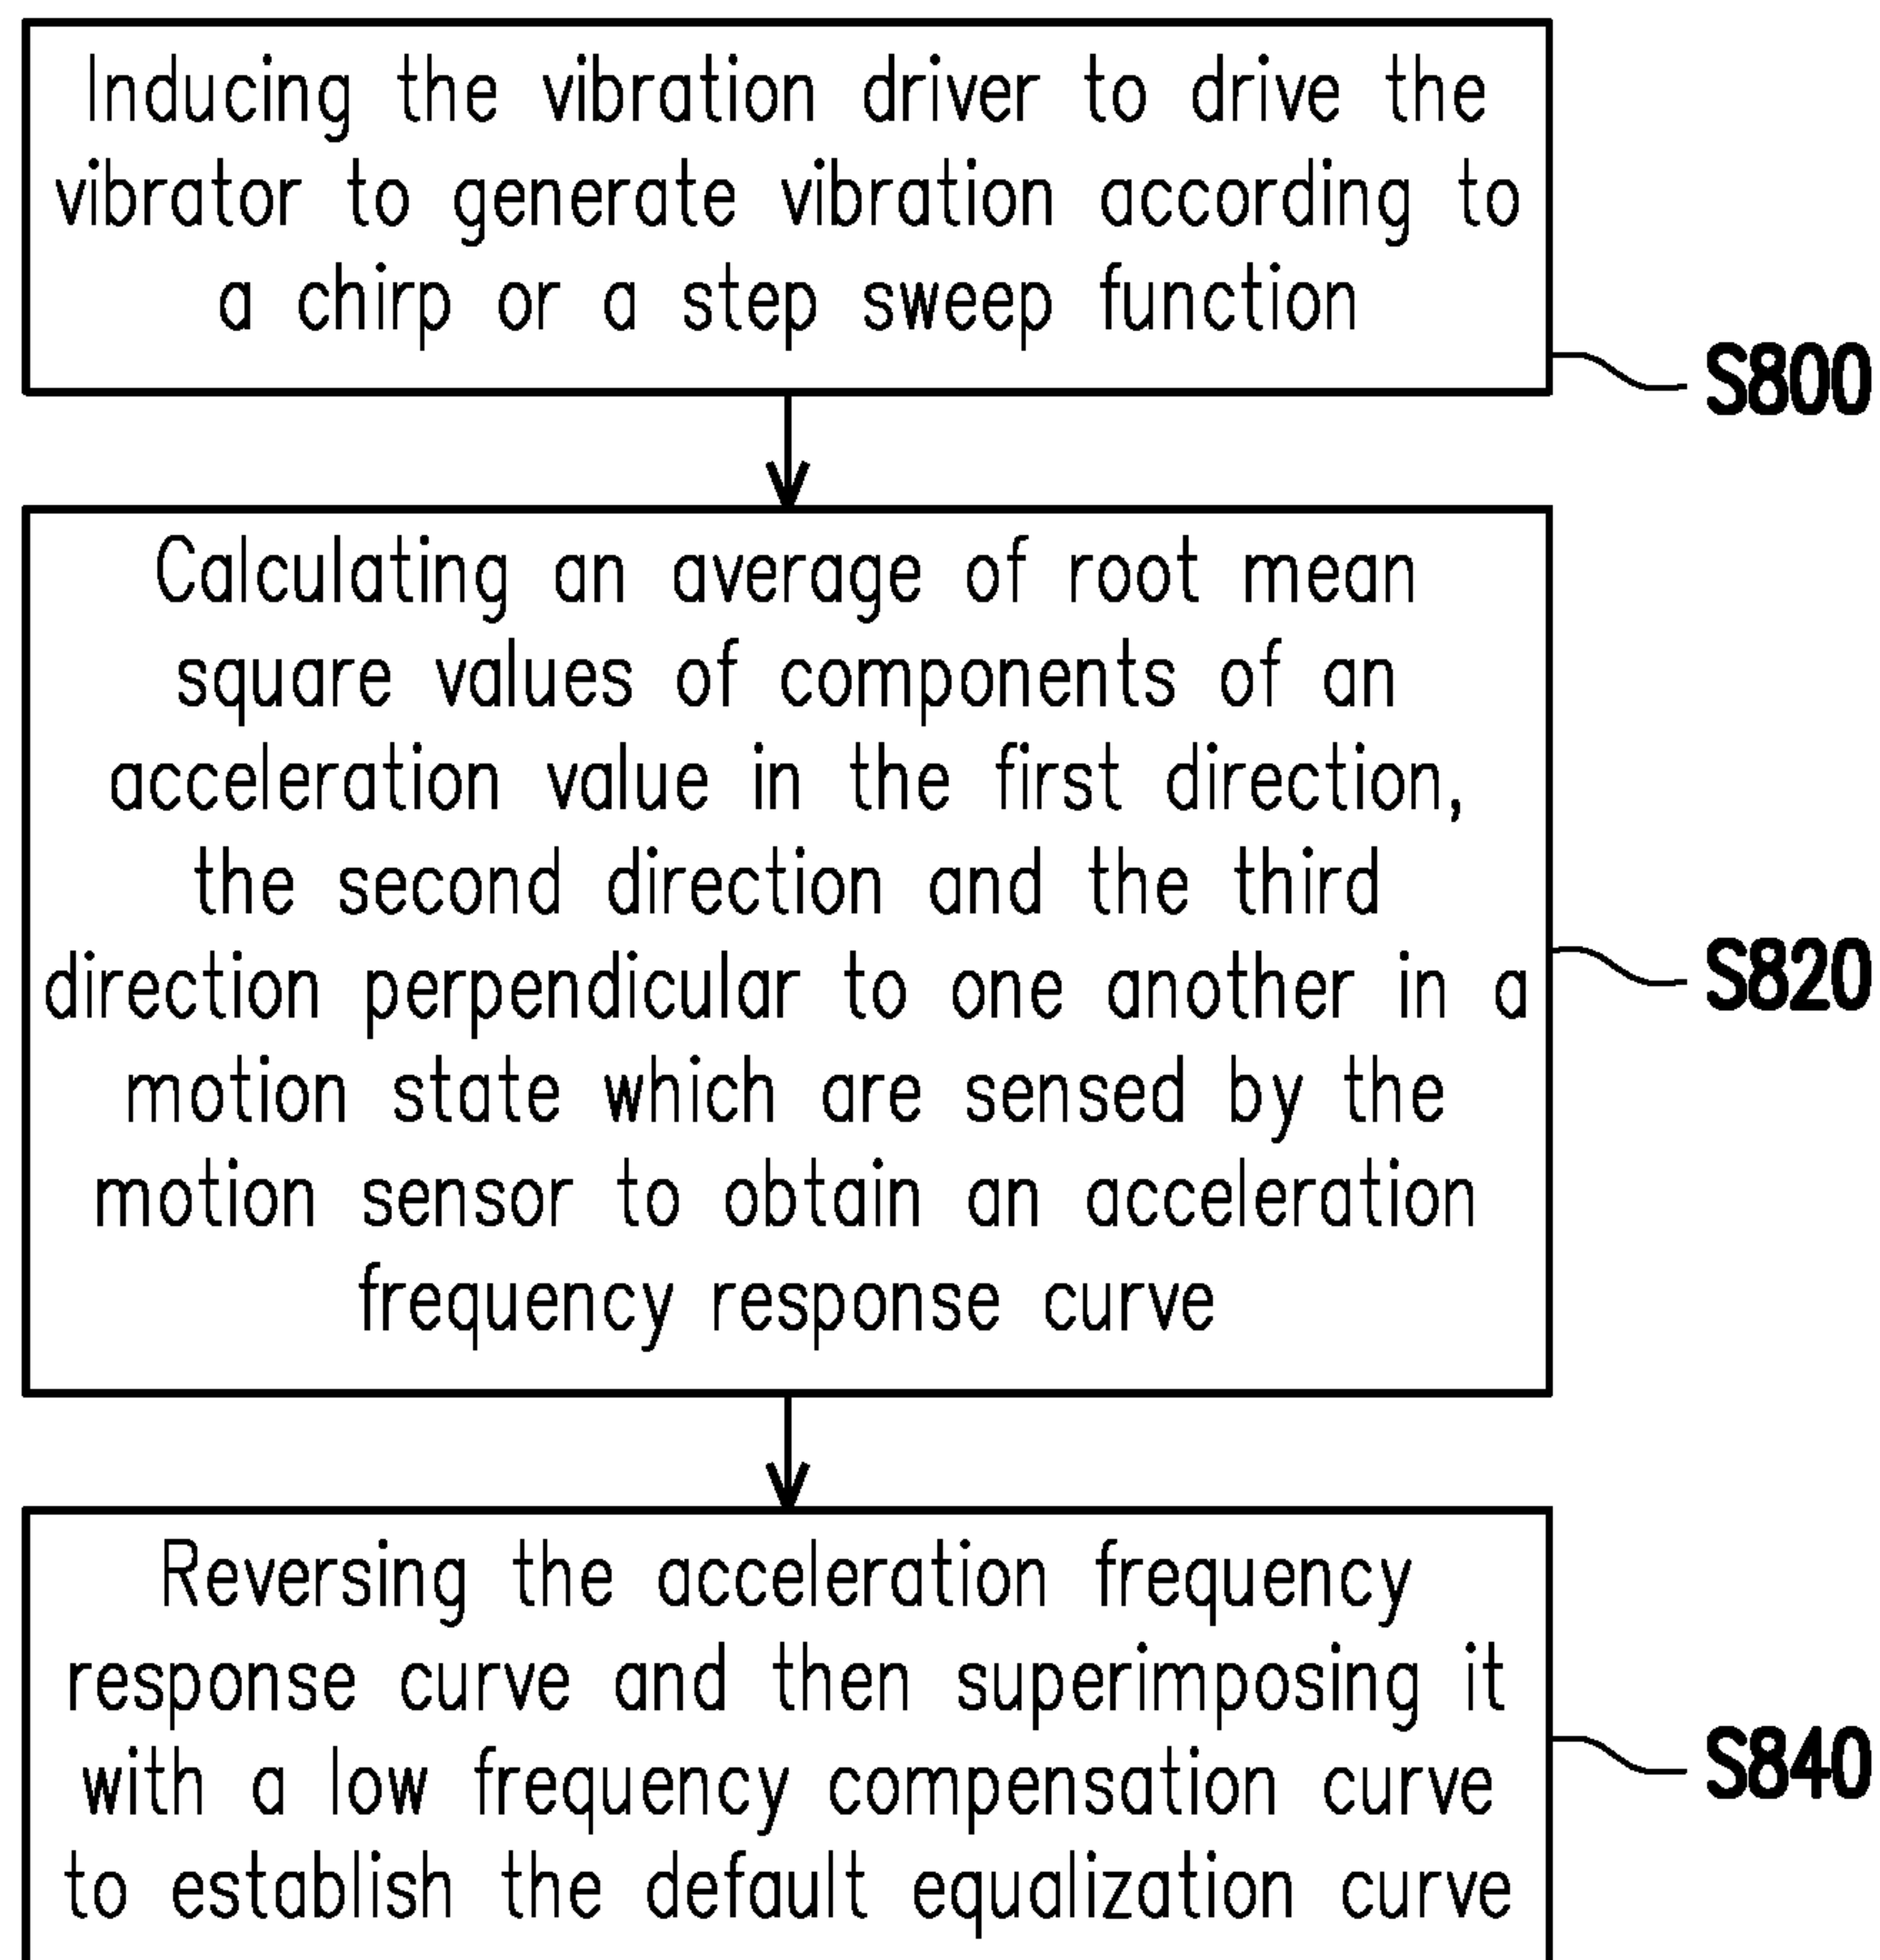 Inducing the vibration driver to drive the
vibrator to generate vibration according to
a chirp or a step sweep function
S800
Calculating an average of root mean
square values of components of an
acceleration value in the first direction,
the second direction and the third
direction perpendicular to one another in a
motion state which are sensed by the
motion sensor to obtain an acceleration
frequency response curve
S820
Reversing the acceleration frequency
response curve and then superimposing it
with a low frequency compensation curve
to establish the default equalization curve
S840